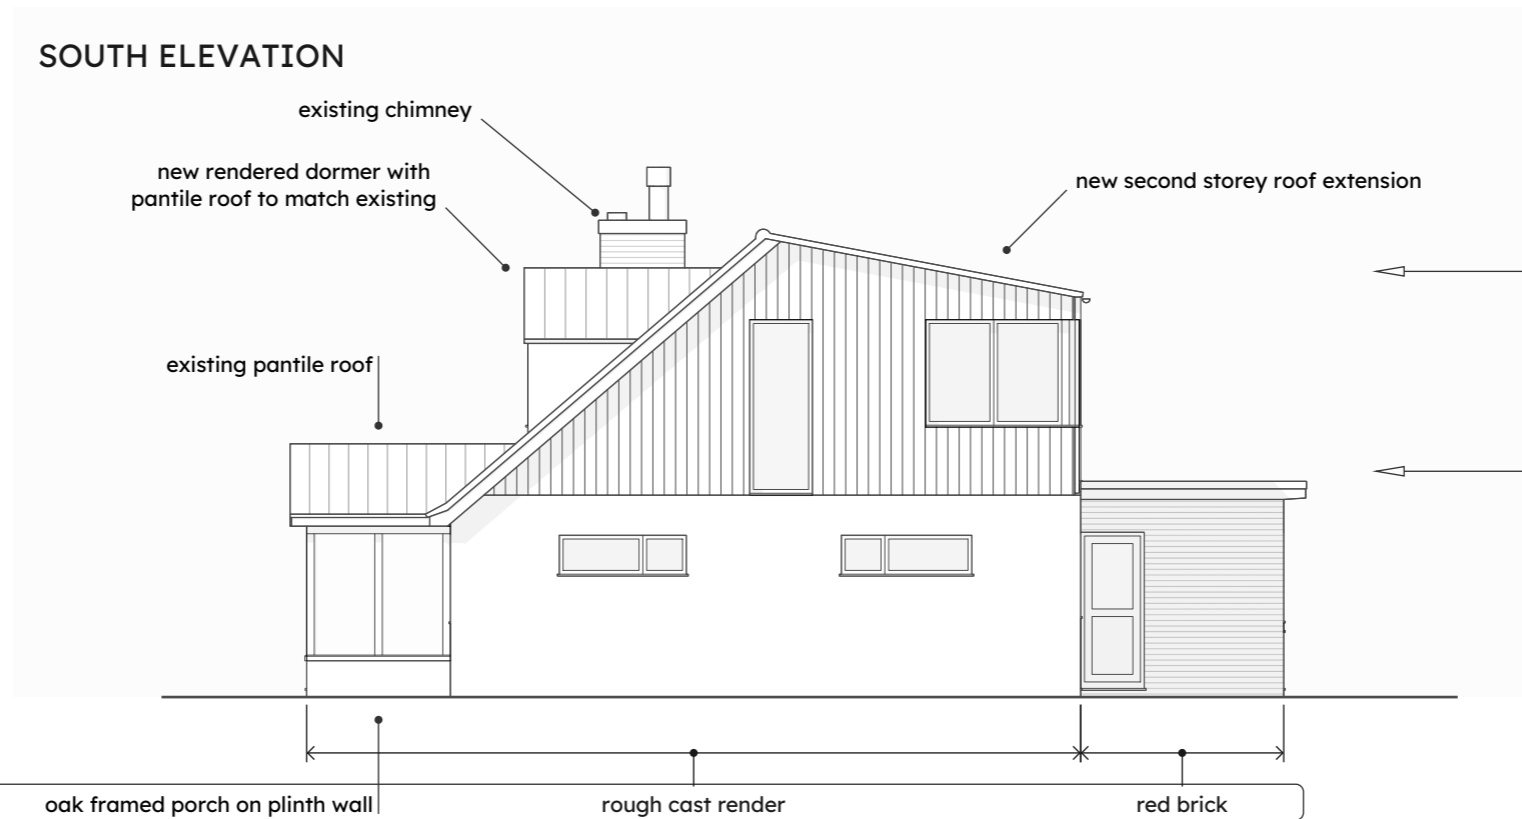 SOUTH ELEVATION
existing chimney
new rendered dormer with
pantile roof to match existing
new second storey roof extension
existing pantile roof
oak framed porch on plinth wall
rough cast render
red brick